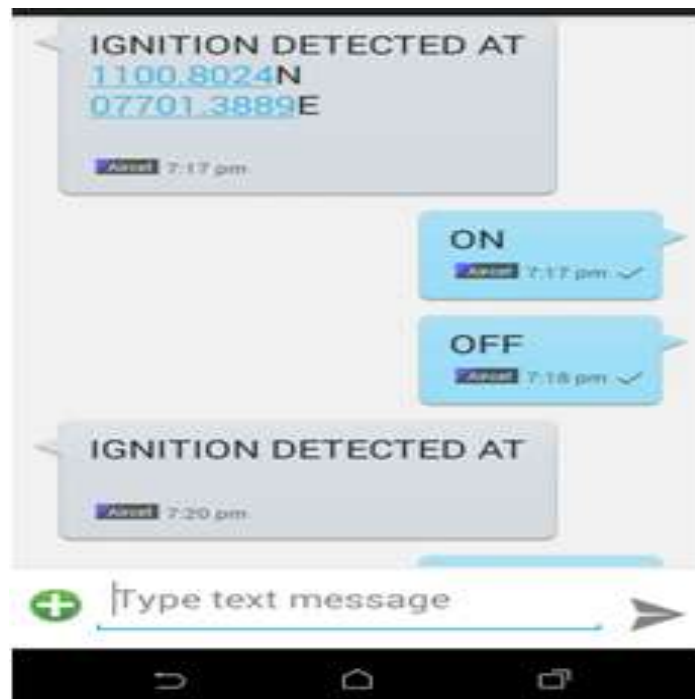 IGNITION DETECTED AT
1100.8024N
07701.3889E
Aircel 7:17 pm
ON
Aircel 7:17 pm
OFF
Aircel 7:18 pm
IGNITION DETECTED AT
Aircel 7:20 pm
Type text message